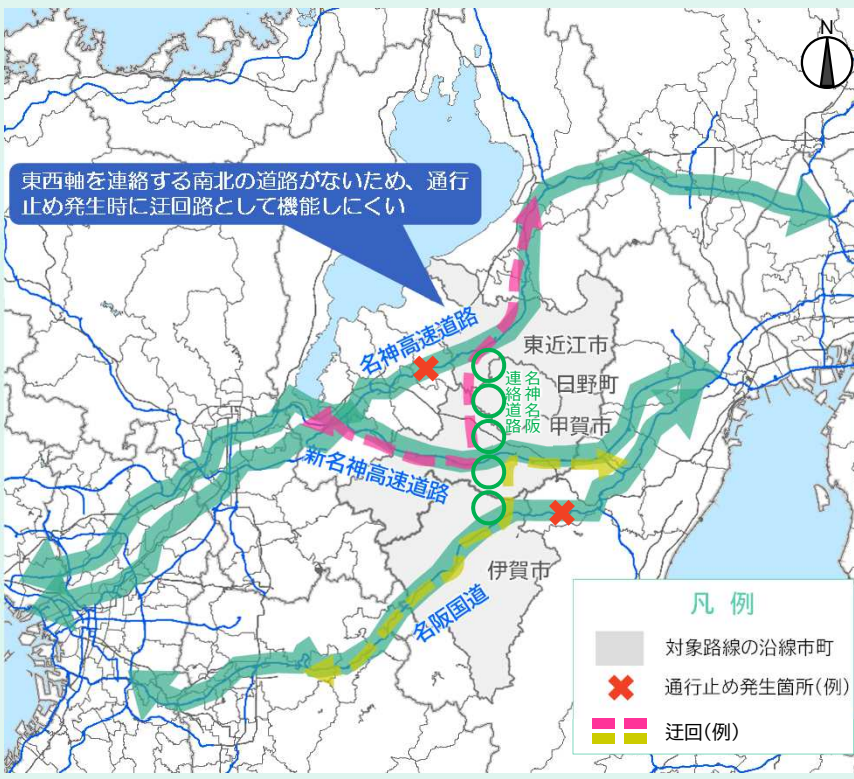 N
東西軸を連絡する南北の道路がないため、通行
止め発生時に迂回路として機能しにくい
名神高速道路
東近江市
日野町
甲賀市
名神名阪
連絡道路
新名神高速道路
伊賀市
名阪国道
凡 例
対象路線の沿線市町
通行止め発生箇所(例)
迂回(例)